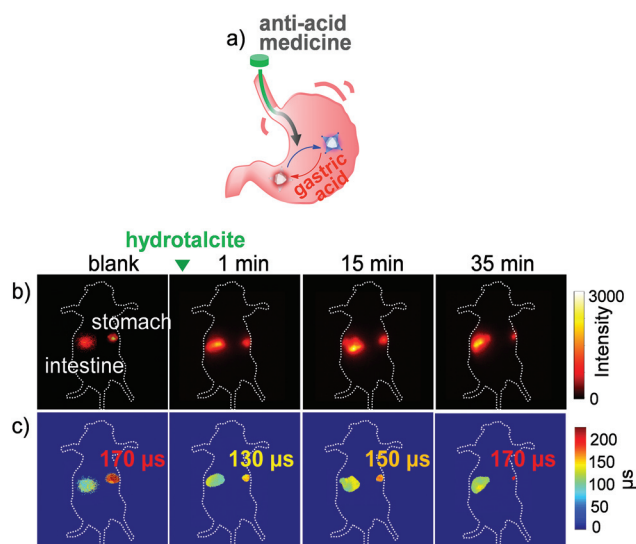 a)
anti-acid
medicine
gastric
acid
hydrotalcite
blank 1 min 15 min 35 min
b)
stomach
intestine
3000
Intensity
0
c)
170 μs 130 μs 150 μs 170 μs
200
150
100
50
0
μs